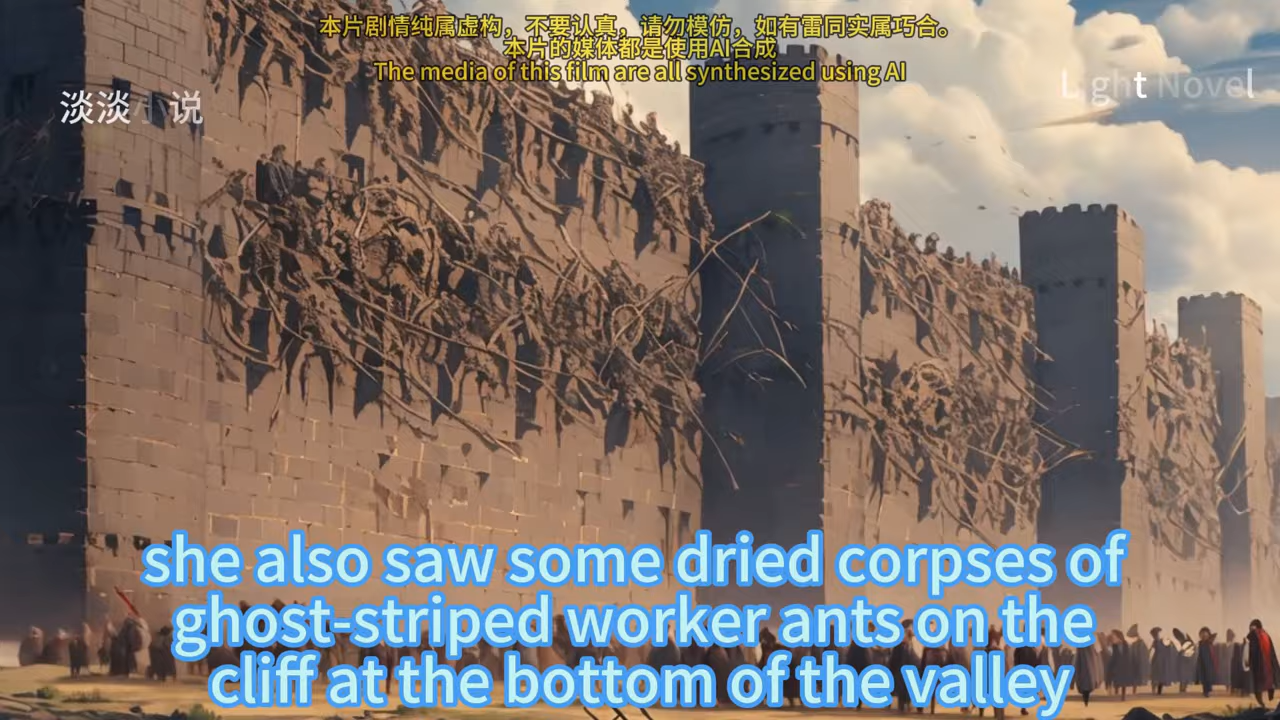 本片剧情纯属虚构，不要认真，请勿模仿，如有雷同实属巧合。
本片的媒体都是使用AI合成
The media of this film are all synthesized using AI
淡淡小说
Light Novel
she also saw some dried corpses of
ghost-striped worker ants on the
cliff at the bottom of the valley